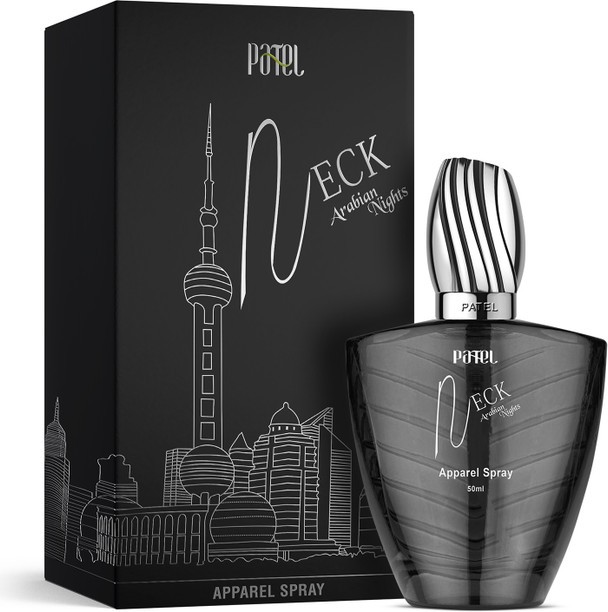 Patel
NECK
Arabian
Nights
APPAREL SPRAY
PATEL
Patel
NECK
Arabian
Nights
Apparel Spray
50ml